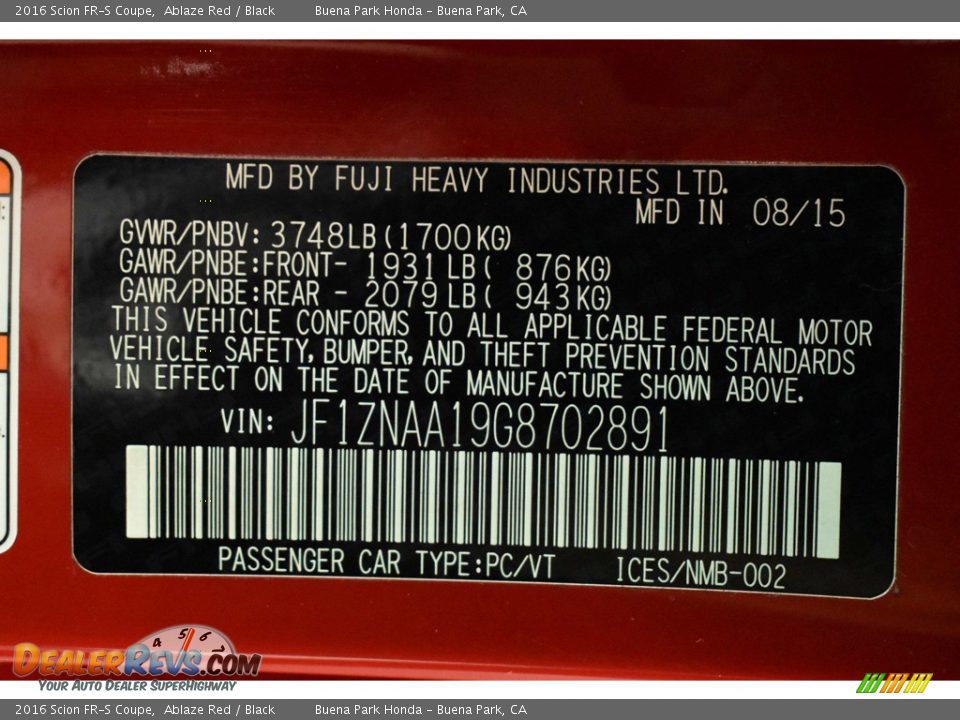 2016 Scion FR-S Coupe, Ablaze Red / Black Buena Park Honda - Buena Park, CA
MFD BY FUJI HEAVY INDUSTRIES LTD.
MFD IN 08/15
GVWR/PNBV: 3748LB(1700KG)
GAWR/PNBE:FRONT- 1931LB( 876KG)
GAWR/PNBE:REAR - 2079LB( 943KG)
THIS VEHICLE CONFORMS TO ALL APPLICABLE FEDERAL MOTOR
VEHICLE SAFETY, BUMPER, AND THEFT PREVENTION STANDARDS
IN EFFECT ON THE DATE OF MANUFACTURE SHOWN ABOVE.
VIN: JF1ZNAA19G8702891
PASSENGER CAR TYPE:PC/VT ICES/NMB-002
4 5 6 7
DEALERREVS.COM
YOUR AUTO DEALER SUPERHIGHWAY
2016 Scion FR-S Coupe, Ablaze Red / Black Buena Park Honda - Buena Park, CA